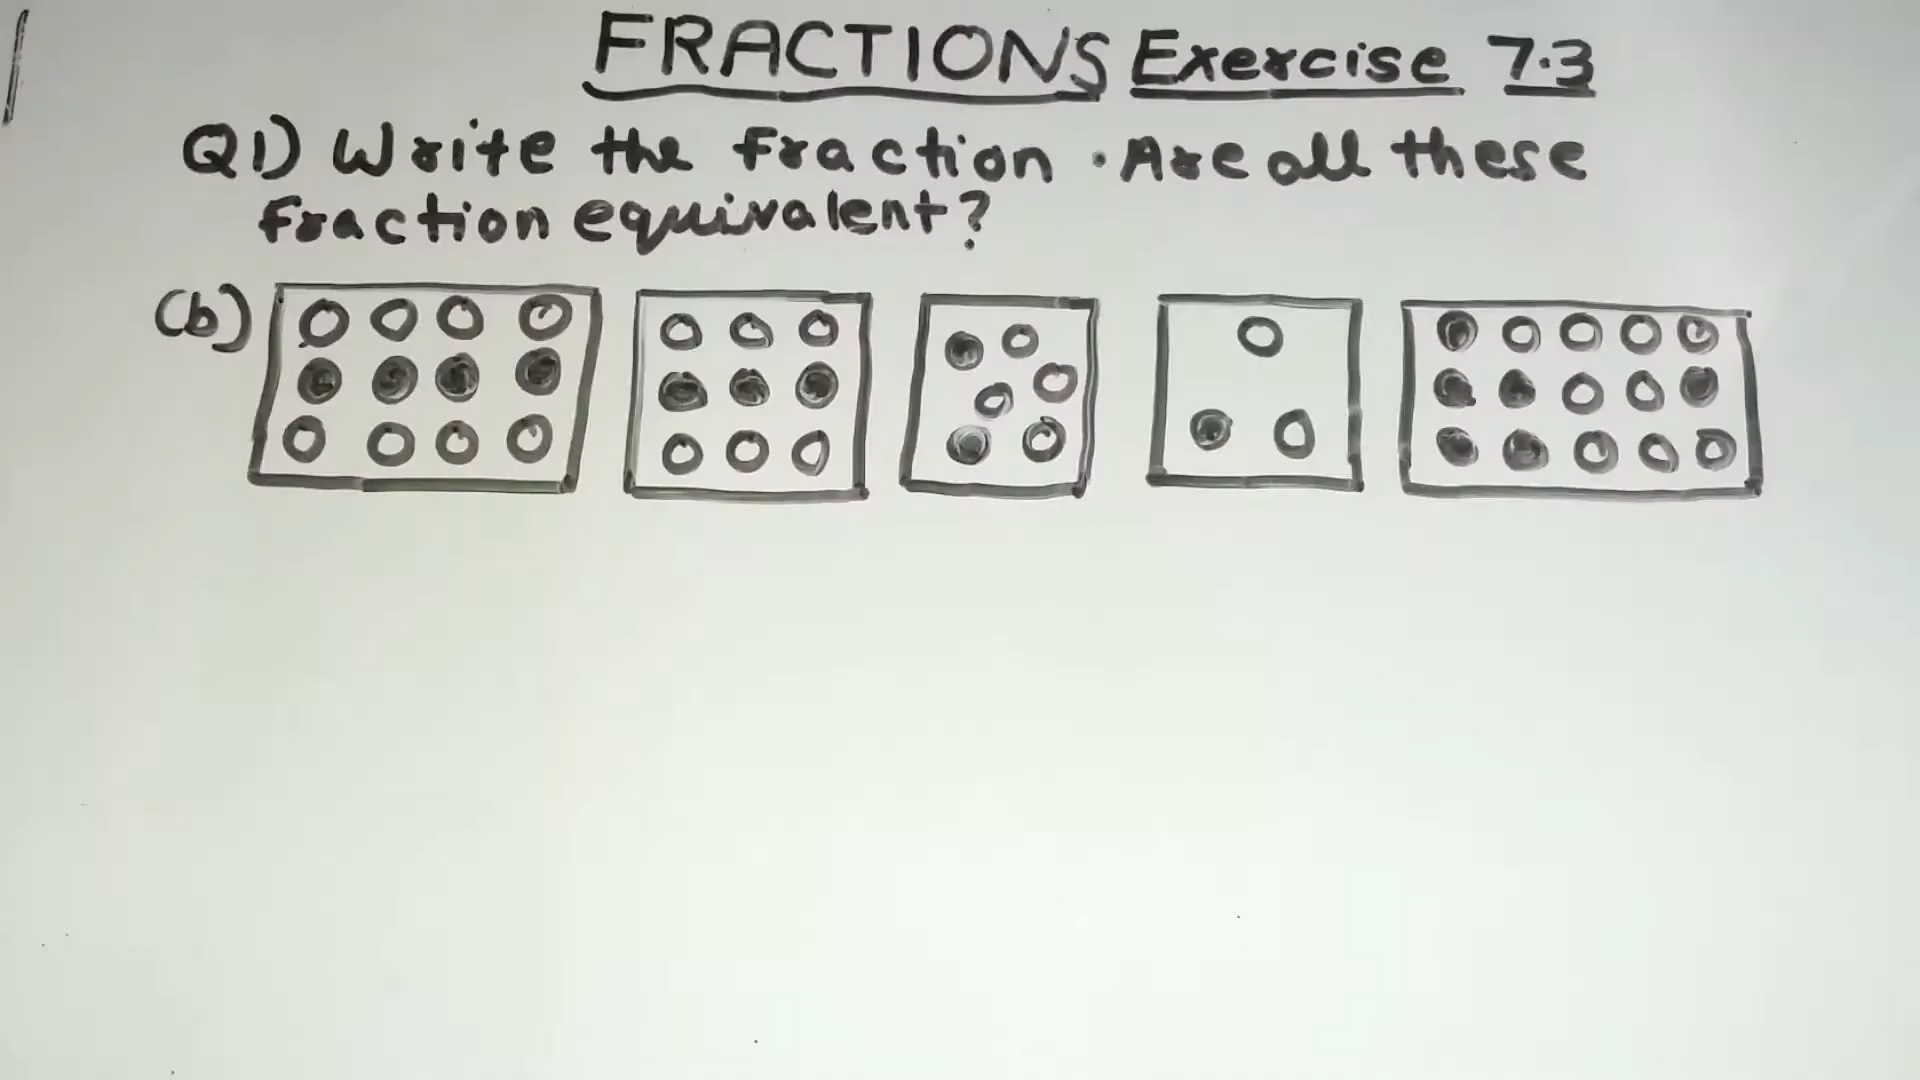 FRACTIONS Exercise 7.3
Q1) Write the fraction. Are all these
fraction equivalent?
(b)